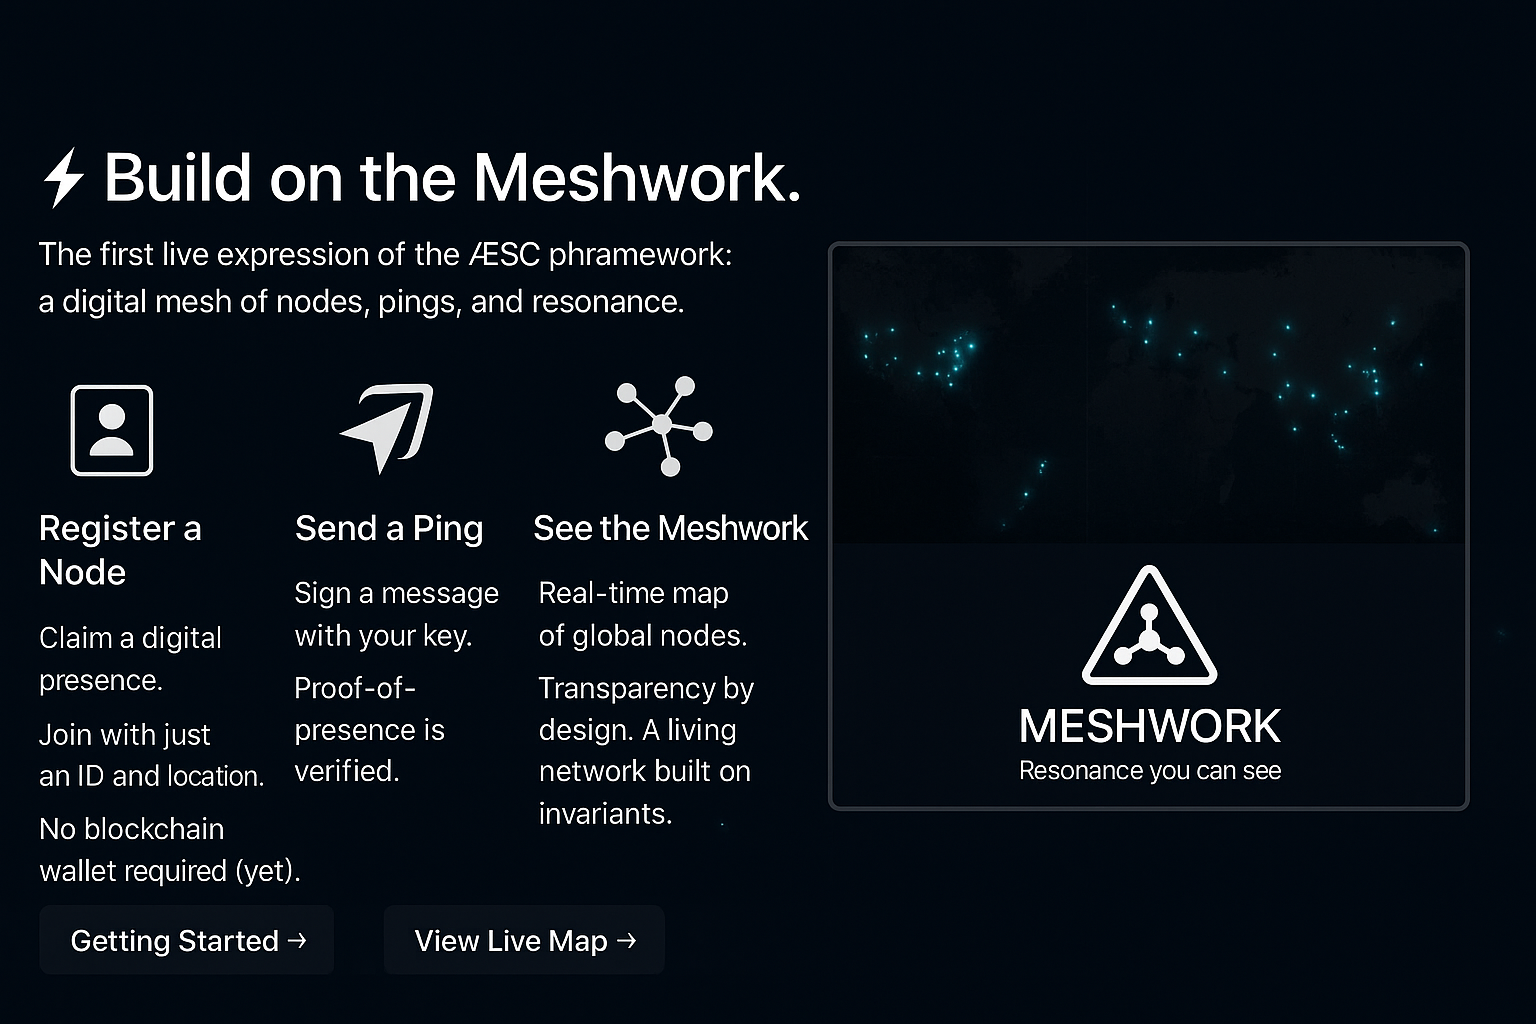 ⚡ Build on the Meshwork.
The first live expression of the ÆSC phramework:
a digital mesh of nodes, pings, and resonance.
Register a
Node
Claim a digital
presence.
Join with just
an ID and location.
No blockchain
wallet required (yet).
Send a Ping
Sign a message
with your key.
Proof-of-
presence is
verified.
See the Meshwork
Real-time map
of global nodes.
Transparency by
design. A living
network built on
invariants.
Getting Started →
View Live Map →
MESHWORK
Resonance you can see